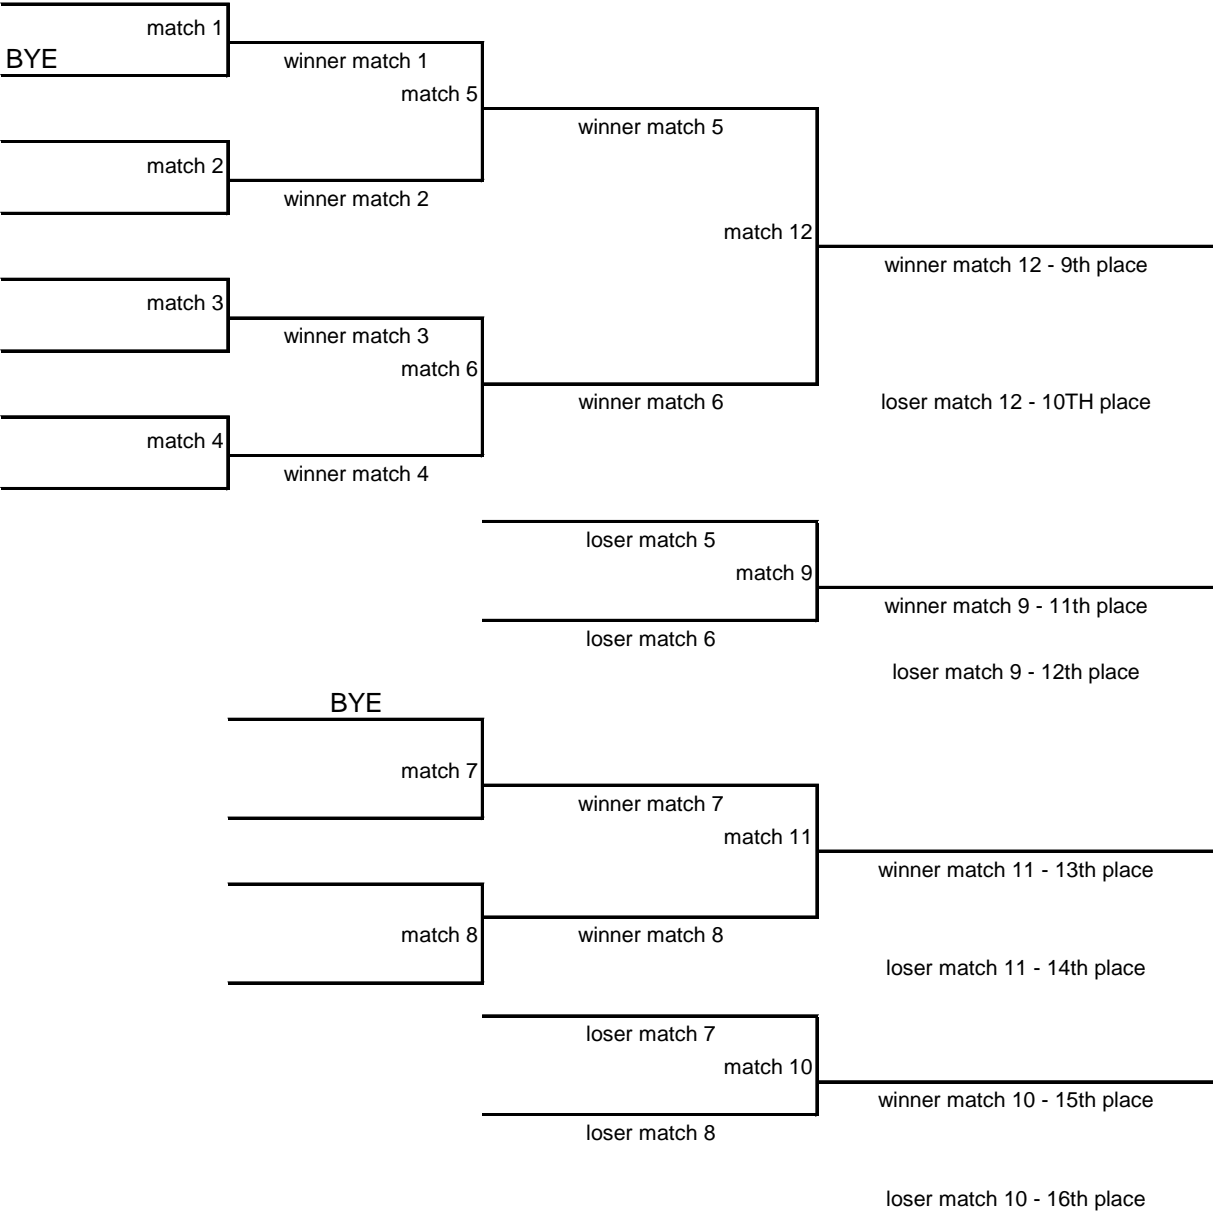 match 1
BYE
winner match 1
match 5
winner match 5
match 2
winner match 2
match 12
winner match 12 - 9th place
match 3
winner match 3
match 6
winner match 6
loser match 12 - 10TH place
match 4
winner match 4
loser match 5
match 9
winner match 9 - 11th place
loser match 6
loser match 9 - 12th place
BYE
match 7
winner match 7
match 11
winner match 11 - 13th place
match 8
winner match 8
loser match 11 - 14th place
loser match 7
match 10
winner match 10 - 15th place
loser match 8
loser match 10 - 16th place